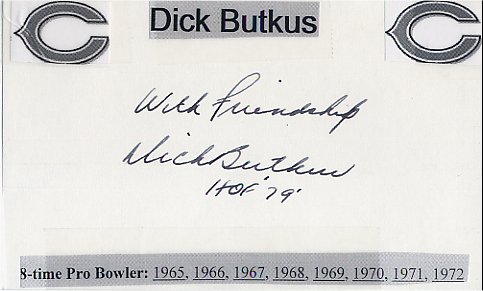 Dick Butkus
With Friendship
Dick Butkus
HOF '79'
8-time Pro Bowler: 1965, 1966, 1967, 1968, 1969, 1970, 1971, 1972